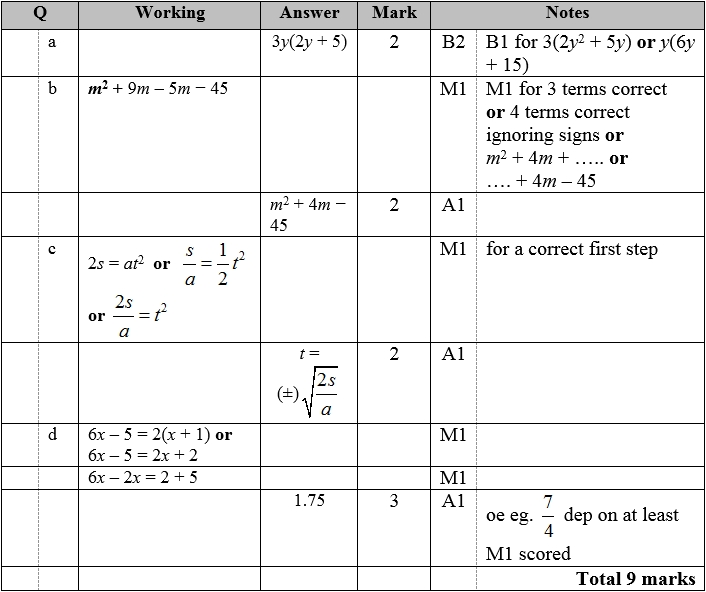 Q Working Answer Mark Notes
a 3y(2y + 5) 2 B2 B1 for 3(2y² + 5y) or y(6y
+ 15)
b m² + 9m – 5m − 45 M1 M1 for 3 terms correct
or 4 terms correct
ignoring signs or
m² + 4m + ….. or
…. + 4m – 45
m² + 4m − 2 A1
45
c 2s = at² or s/a = 1/2 t² M1 for a correct first step
or 2s/a = t²
t = 2 A1
(±)√(2s/a)
d 6x – 5 = 2(x + 1) or M1
6x – 5 = 2x + 2
6x – 2x = 2 + 5 M1
1.75 3 A1 oe eg. 7/4 dep on at least
M1 scored
Total 9 marks